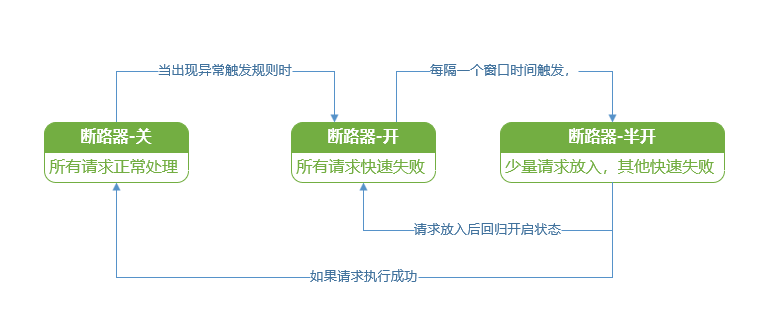 当出现异常触发规则时
每隔一个窗口时间触发，
断路器-关
所有请求正常处理
断路器-开
所有请求快速失败
断路器-半开
少量请求放入，其他快速失败
请求放入后回归开启状态
如果请求执行成功